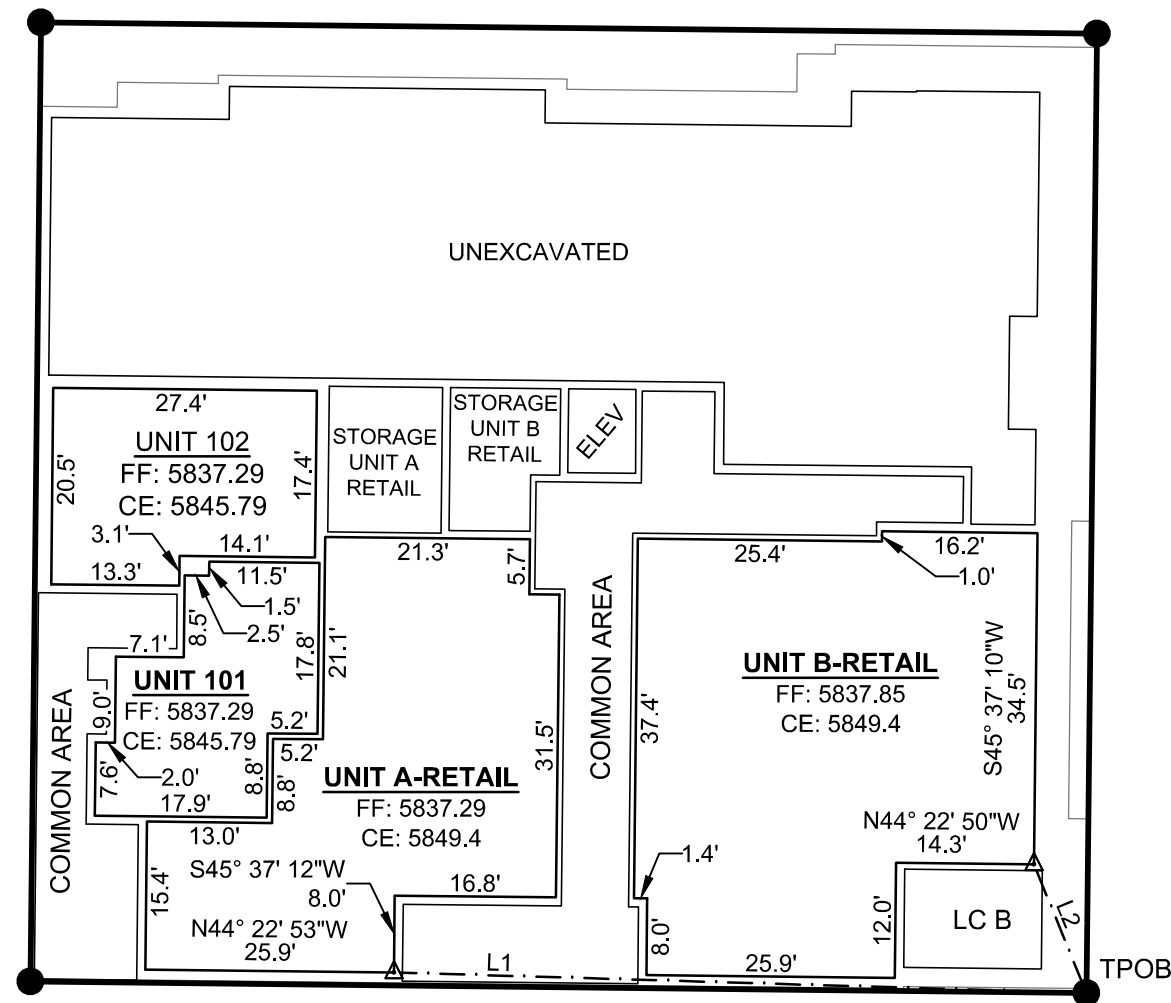 UNEXCAVATED
27.4'
UNIT 102
FF: 5837.29
CE: 5845.79
20.5'
17.4'
3.1'
14.1'
13.3'
STORAGE
UNIT A
RETAIL
STORAGE
UNIT B
RETAIL
ELEV
11.5'
1.5'
2.5'
8.5'
7.1'
17.8'
UNIT 101
FF: 5837.29
CE: 5845.79
9.0'
5.2'
2.0'
7.6'
8.8'
17.9'
COMMON AREA
21.3'
5.7'
21.1'
5.2'
8.8'
31.5'
UNIT A-RETAIL
FF: 5837.29
CE: 5849.4
13.0'
S45° 37' 12"W
8.0'
16.8'
15.4'
N44° 22' 53"W
25.9'
L1
COMMON AREA
25.4'
16.2'
1.0'
37.4'
UNIT B-RETAIL
FF: 5837.85
CE: 5849.4
S45° 37' 10"W
34.5'
N44° 22' 50"W
14.3'
1.4'
8.0'
12.0'
25.9'
LC B
L2
TPOB